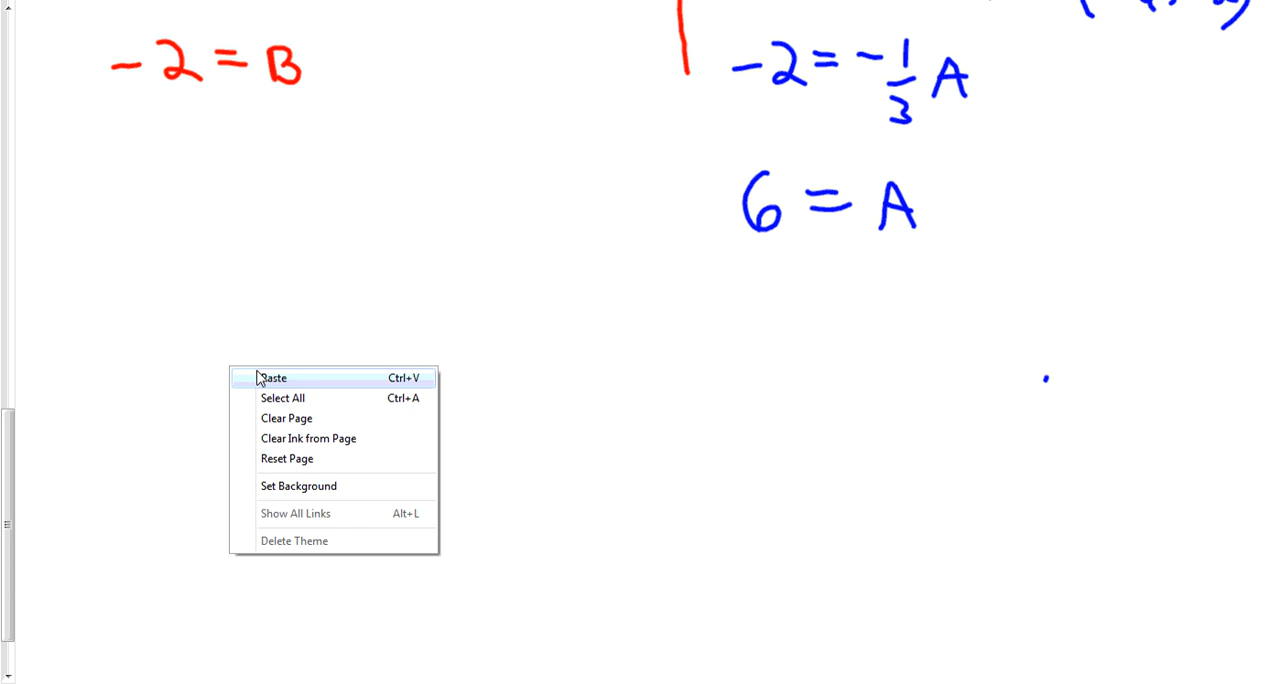 -2 = B
-2 = -1/3 A
6 = A
Paste Ctrl+V
Select All Ctrl+A
Clear Page
Clear Ink from Page
Reset Page
Set Background
Show All Links Alt+L
Delete Theme